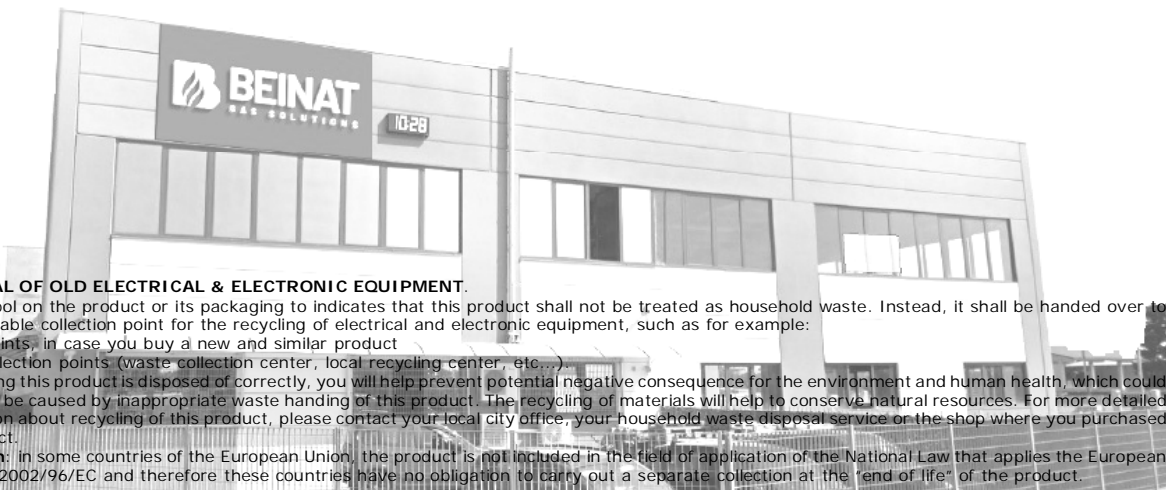 BEINAT
GAS SOLUTIONS
10:28
AL OF OLD ELECTRICAL & ELECTRONIC EQUIPMENT.
ol on the product or its packaging to indicates that this product shall not be treated as household waste. Instead, it shall be handed over to
able collection point for the recycling of electrical and electronic equipment, such as for example:
ints, in case you buy a new and similar product
lection points (waste collection center, local recycling center, etc...).
ng this product is disposed of correctly, you will help prevent potential negative consequence for the environment and human health, which could
be caused by inappropriate waste handing of this product. The recycling of materials will help to conserve natural resources. For more detailed
on about recycling of this product, please contact your local city office, your household waste disposal service or the shop where you purchased
ct.
n: in some countries of the European Union, the product is not included in the field of application of the National Law that applies the European
2002/96/EC and therefore these countries have no obligation to carry out a separate collection at the "end of life" of the product.